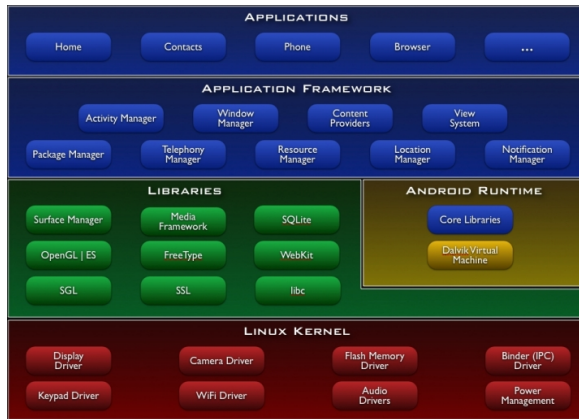 APPLICATIONS
Home
Contacts
Phone
Browser
...
APPLICATION FRAMEWORK
Activity Manager
Window
Manager
Content
Providers
View
System
Package Manager
Telephony
Manager
Resource
Manager
Location
Manager
Notification
Manager
LIBRARIES
Surface Manager
Media
Framework
SQLite
OpenGL | ES
FreeType
WebKit
SGL
SSL
libc
ANDROID RUNTIME
Core Libraries
Dalvik Virtual
Machine
LINUX KERNEL
Display
Driver
Camera Driver
Flash Memory
Driver
Binder (IPC)
Driver
Keypad Driver
WiFi Driver
Audio
Drivers
Power
Management